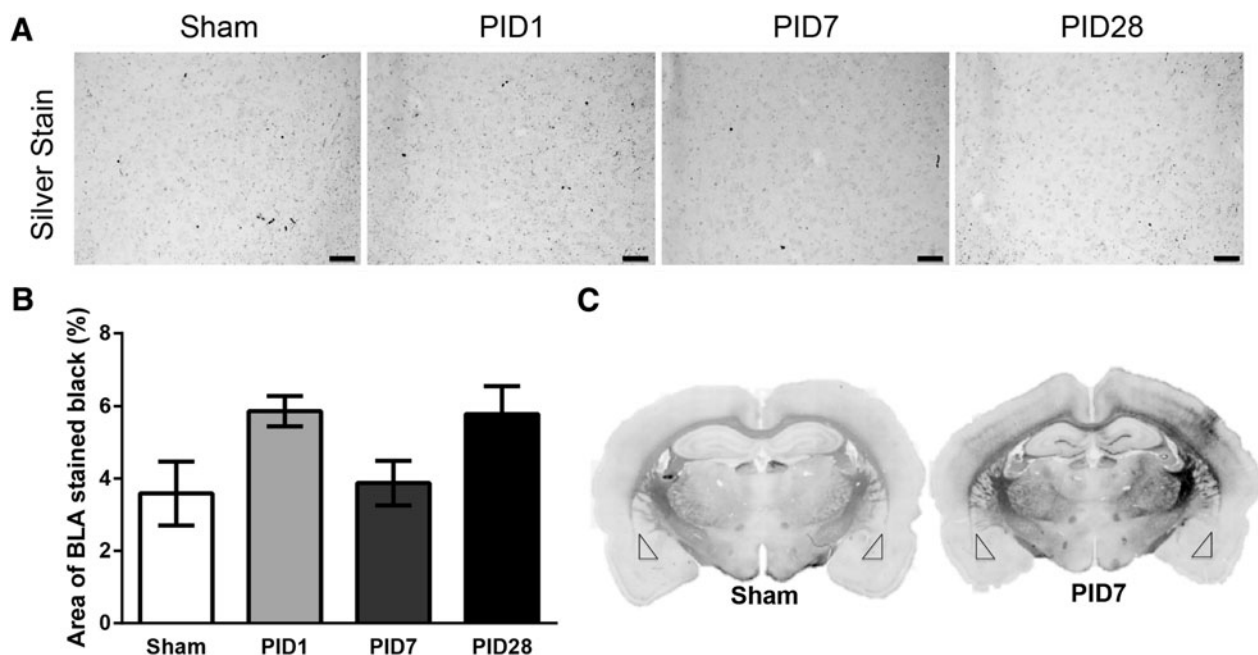 A
Sham PID1 PID7 PID28
Silver Stain
B
Area of BLA stained black (%)
8
6
4
2
0
Sham PID1 PID7 PID28
C
Sham PID7